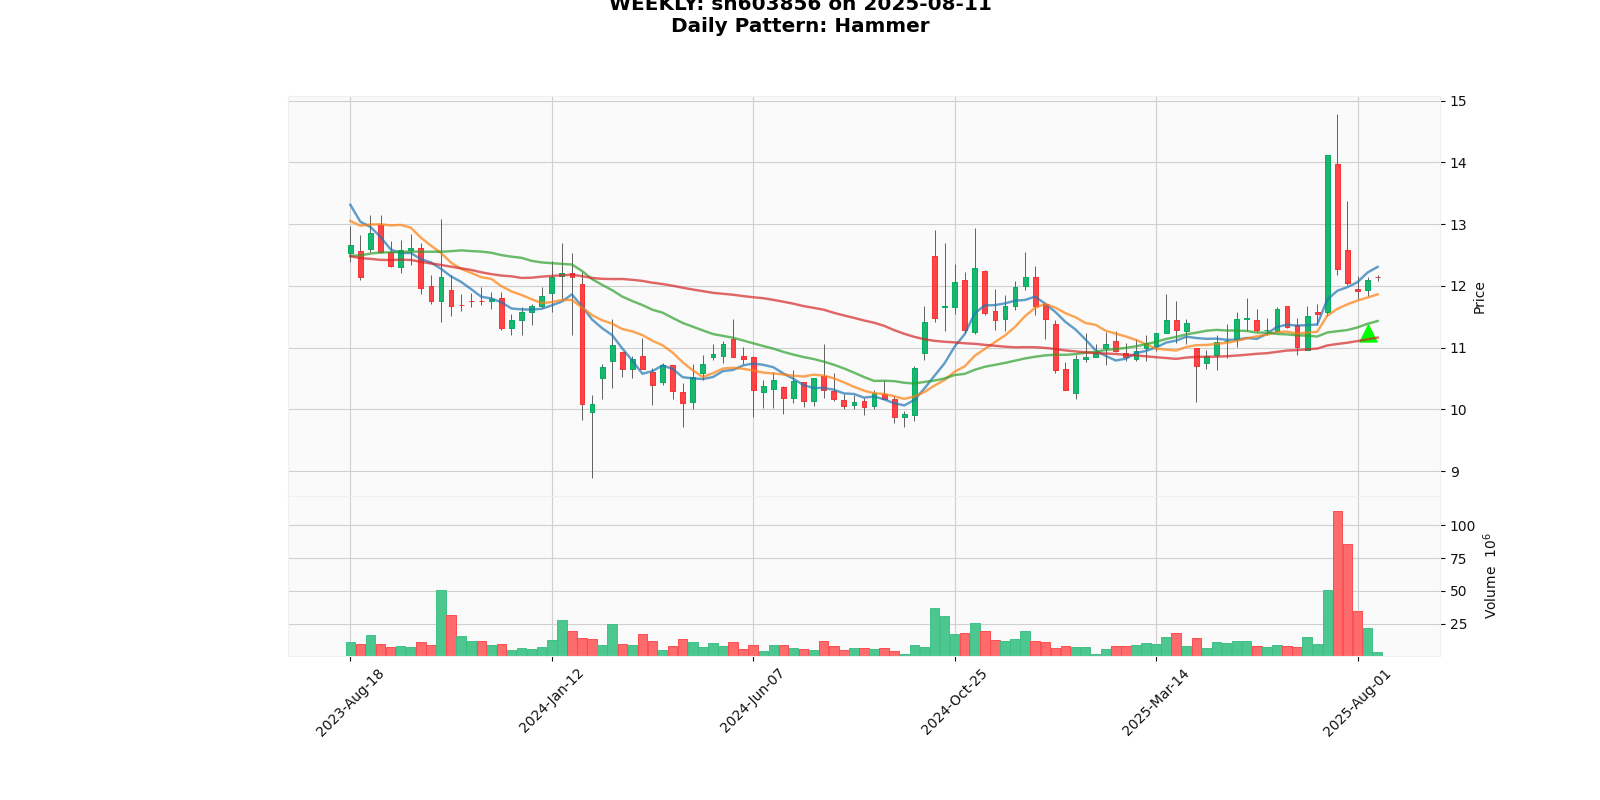 WEEKLY: sh603856 on 2025-08-11
Daily Pattern: Hammer
15
14
13
12
11
10
9
Price
100
75
50
25
Volume 10^6
2023-Aug-18
2024-Jan-12
2024-Jun-07
2024-Oct-25
2025-Mar-14
2025-Aug-01